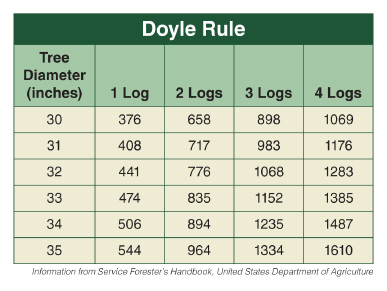 Doyle Rule
Tree Diameter (inches) 1 Log 2 Logs 3 Logs 4 Logs
30 376 658 898 1069
31 408 717 983 1176
32 441 776 1068 1283
33 474 835 1152 1385
34 506 894 1235 1487
35 544 964 1334 1610
Information from Service Forester's Handbook, United States Department of Agriculture